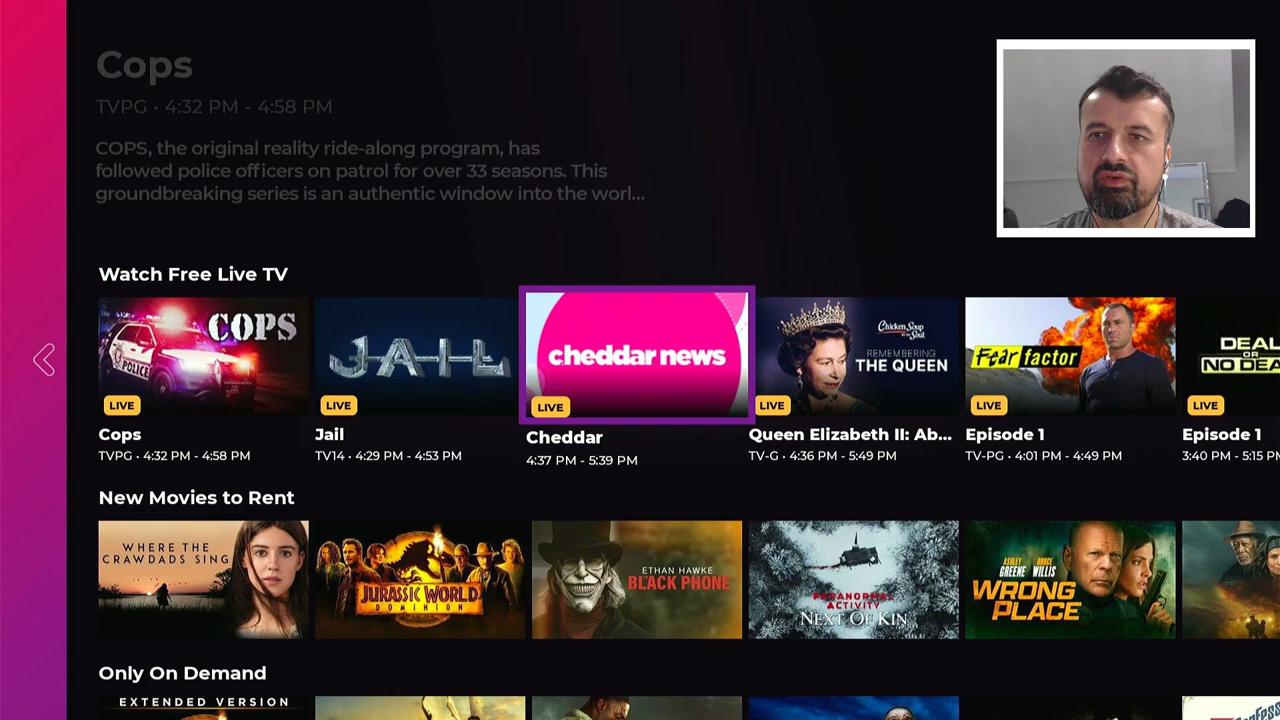 Cops
TVPG • 4:32 PM - 4:58 PM
COPS, the original reality ride-along program, has
followed police officers on patrol for over 33 seasons. This
groundbreaking series is an authentic window into the worl...
Watch Free Live TV
COPS
POLICE
LIVE
Cops
TVPG • 4:32 PM - 4:58 PM
JAIL
LIVE
Jail
TV14 • 4:29 PM - 4:53 PM
cheddar news
LIVE
Cheddar
4:37 PM - 5:39 PM
Chicken Soup
for the Soul
REMEMBERING
THE QUEEN
LIVE
Queen Elizabeth II: Ab...
TV-G • 4:36 PM - 5:49 PM
Fear factor
LIVE
Episode 1
TV-PG • 4:01 PM - 4:49 PM
DEAL
OR
NO DEA
LIVE
Episode 1
3:40 PM - 5:15 PM
New Movies to Rent
WHERE THE
CRAWDADS SING
JURASSIC WORLD
DOMINION
ETHAN HAWKE
BLACK PHONE
PARANORMAL
ACTIVITY
NEXT OF KIN
ASHLEY GREENE
BRUCE WILLIS
WRONG
PLACE
Only On Demand
EXTENDED VERSION